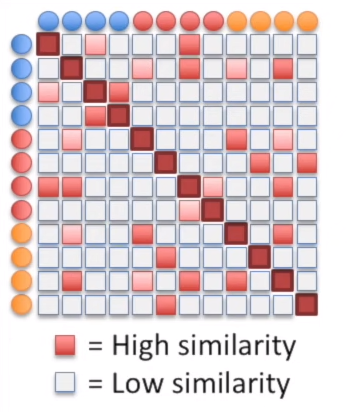 = High similarity
= Low similarity